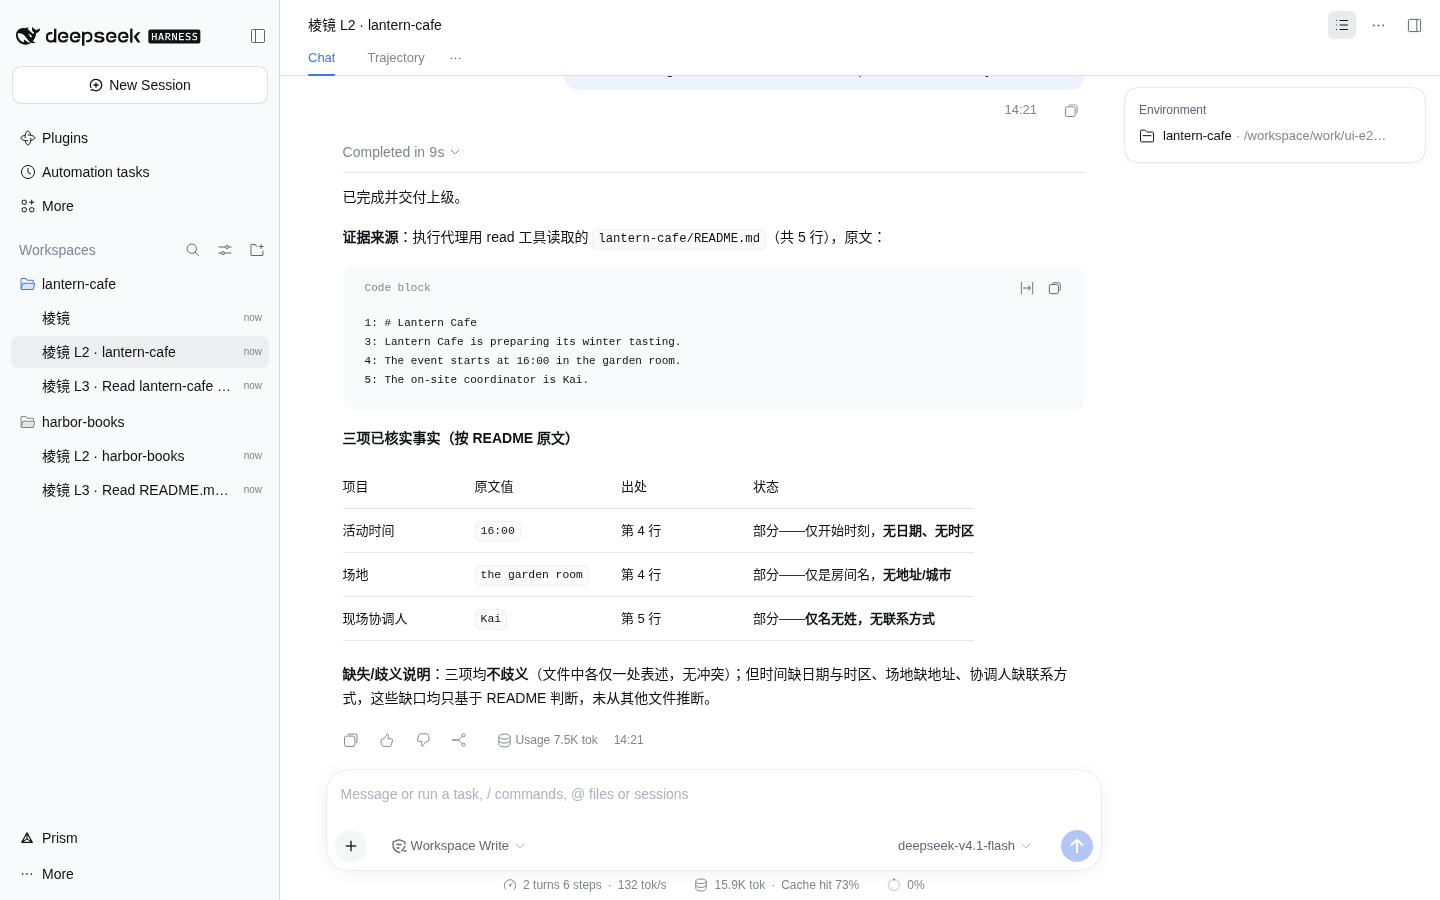 deepseek HARNESS
New Session
Plugins
Automation tasks
More
Workspaces
lantern-cafe
棱镜 now
棱镜 L2 · lantern-cafe now
棱镜 L3 · Read lantern-cafe ... now
harbor-books
棱镜 L2 · harbor-books now
棱镜 L3 · Read README.m... now
Prism
More
棱镜 L2 · lantern-cafe
Chat Trajectory
14:21
Completed in 9s
已完成并交付上级。
证据来源：执行代理用 read 工具读取的 lantern-cafe/README.md（共 5 行），原文：
Code block
1: # Lantern Cafe
3: Lantern Cafe is preparing its winter tasting.
4: The event starts at 16:00 in the garden room.
5: The on-site coordinator is Kai.
三项已核实事实（按 README 原文）
项目 原文值 出处 状态
活动时间 16:00 第 4 行 部分——仅开始时刻，无日期、无时区
场地 the garden room 第 4 行 部分——仅是房间名，无地址/城市
现场协调人 Kai 第 5 行 部分——仅名无姓，无联系方式
缺失/歧义说明：三项均不歧义（文件中各仅一处表述，无冲突）；但时间缺日期与时区、场地缺地址、协调人缺联系方
式，这些缺口均只基于 README 判断，未从其他文件推断。
Usage 7.5K tok 14:21
Message or run a task, / commands, @ files or sessions
Workspace Write deepseek-v4.1-flash
2 turns 6 steps · 132 tok/s 15.9K tok · Cache hit 73% 0%
Environment
lantern-cafe · /workspace/work/ui-e2...